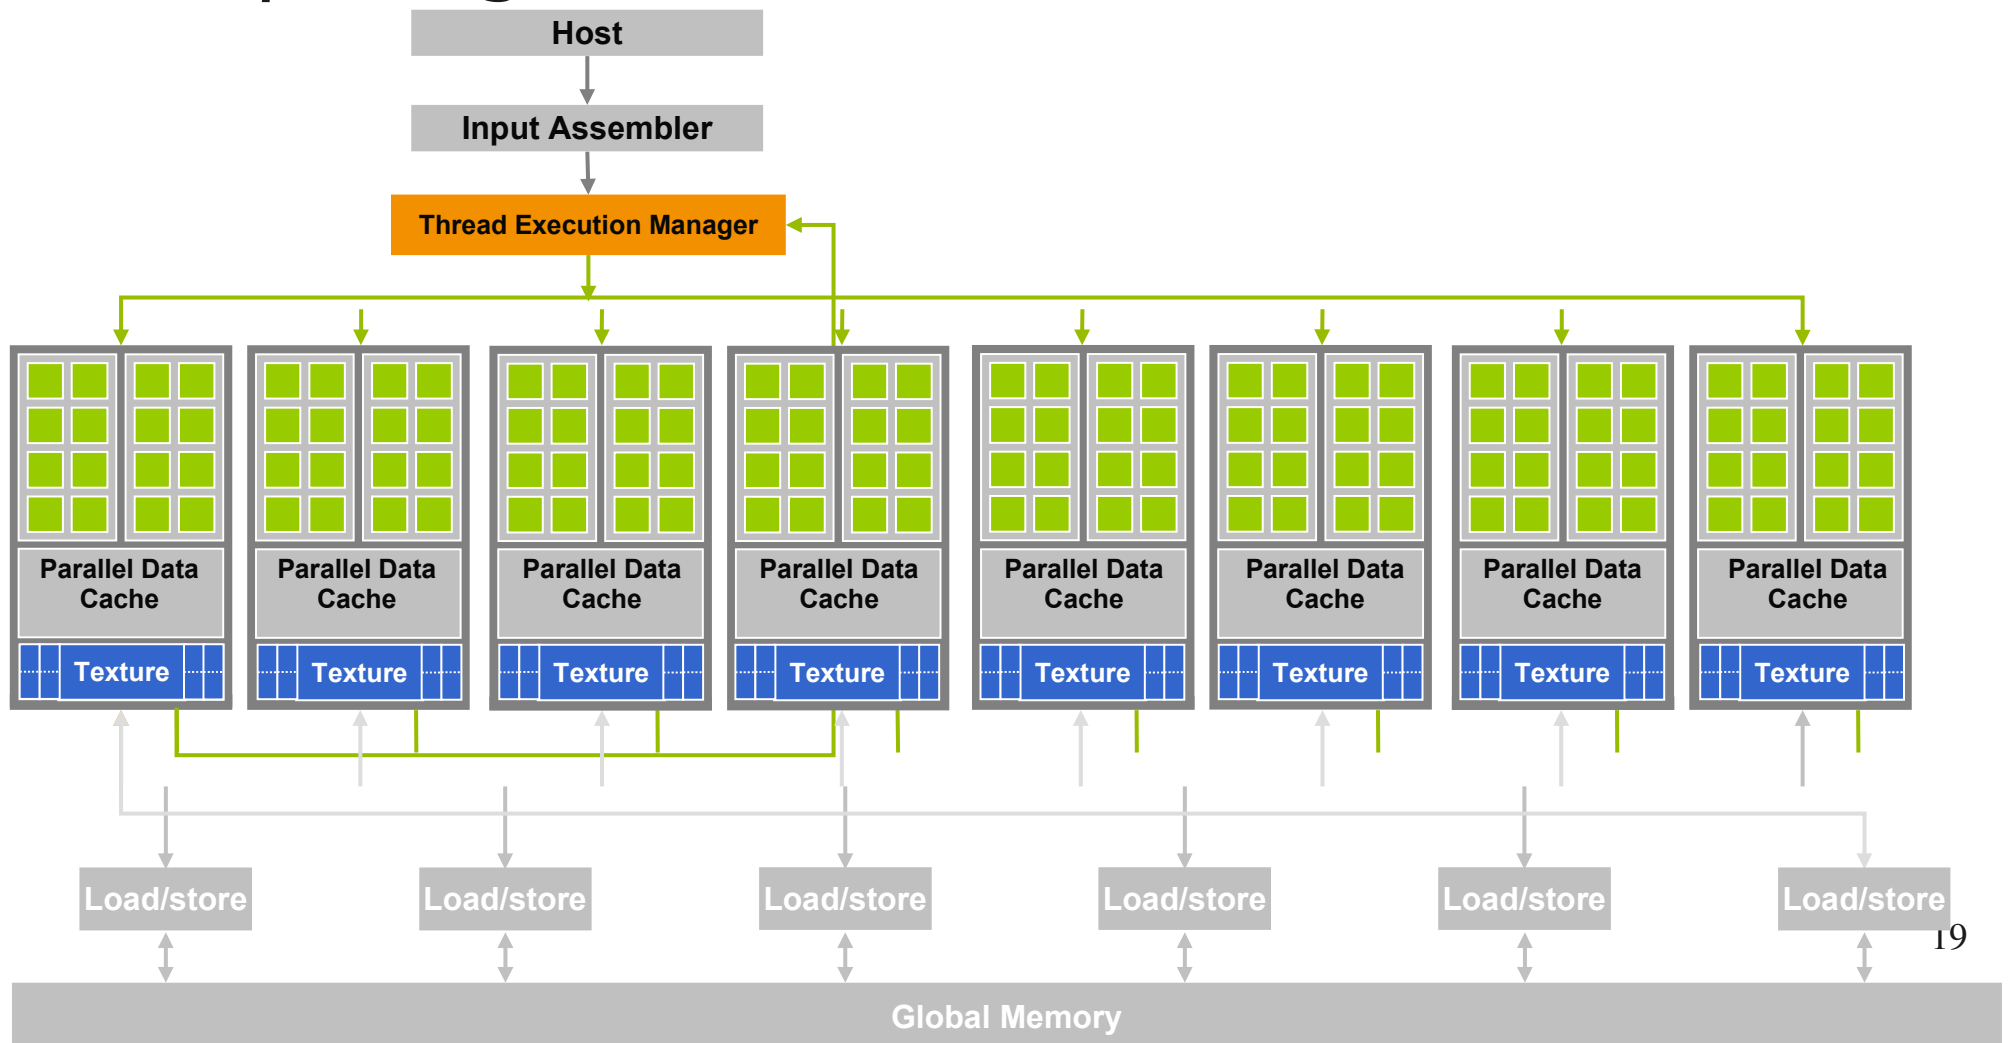 Host
Input Assembler
Thread Execution Manager
Parallel Data
Cache
Parallel Data
Cache
Parallel Data
Cache
Parallel Data
Cache
Parallel Data
Cache
Parallel Data
Cache
Parallel Data
Cache
Parallel Data
Cache
Texture
Texture
Texture
Texture
Texture
Texture
Texture
Texture
Load/store
Load/store
Load/store
Load/store
Load/store
Load/store
19
Global Memory